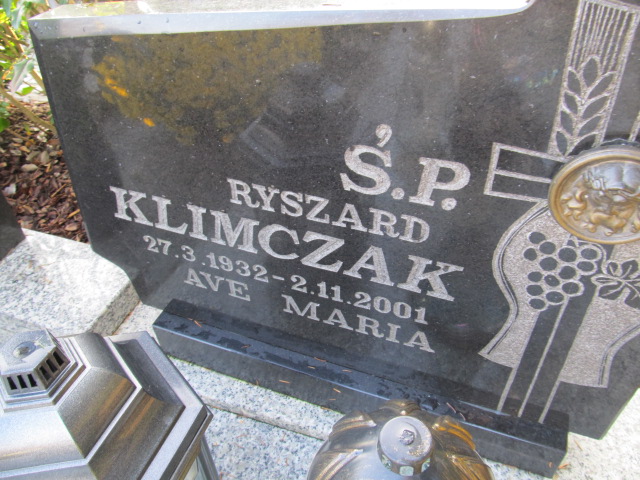 Ś.P.
RYSZARD
KLIMCZAK
27.3.1932-2.11.2001
AVE MARIA